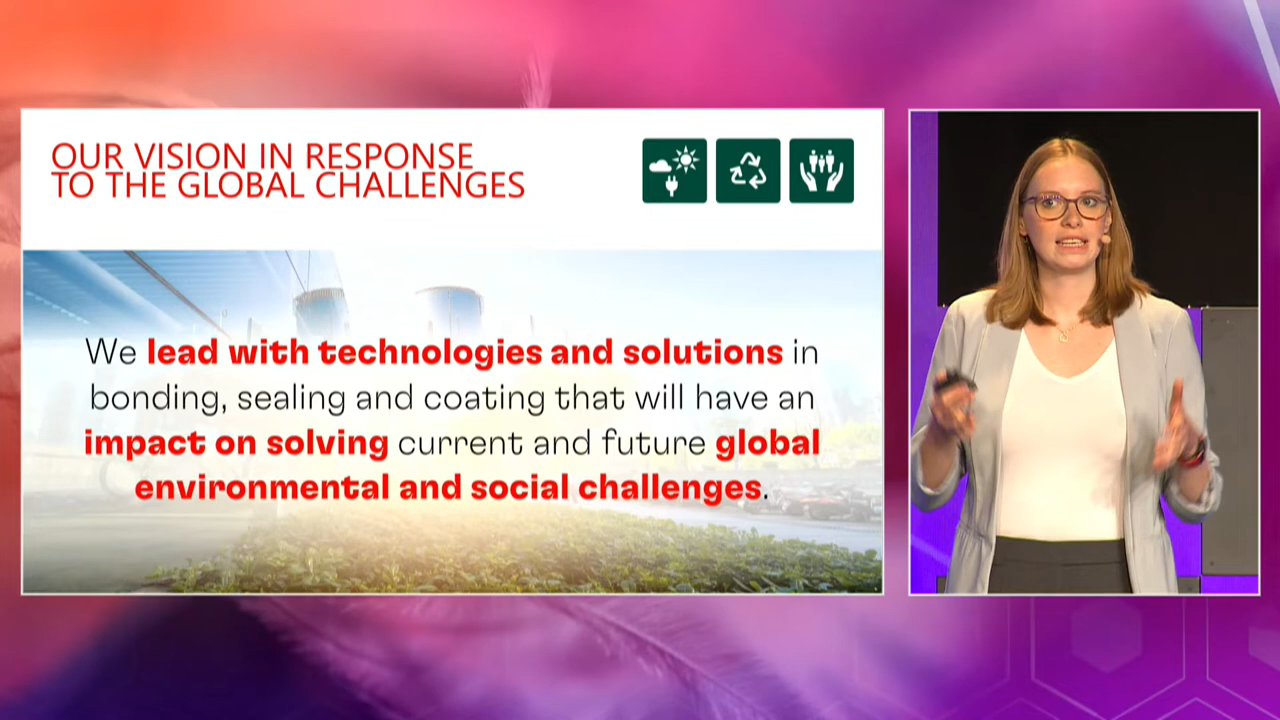 OUR VISION IN RESPONSE
TO THE GLOBAL CHALLENGES
We lead with technologies and solutions in
bonding, sealing and coating that will have an
impact on solving current and future global
environmental and social challenges.